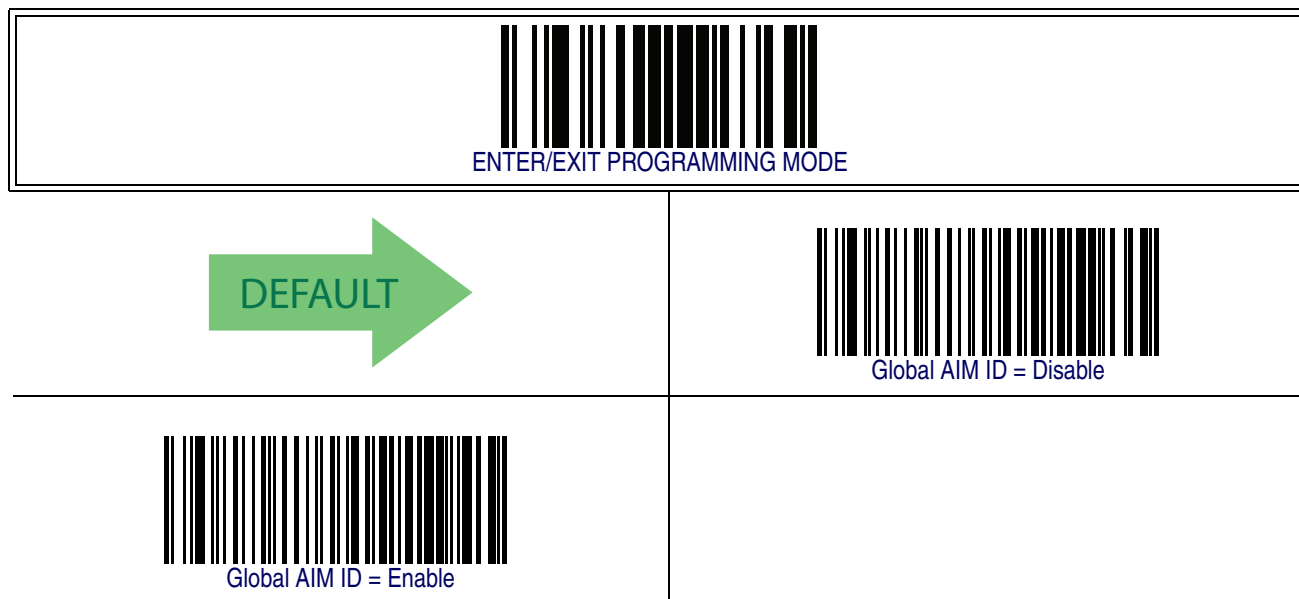 ENTER/EXIT PROGRAMMING MODE
DEFAULT
Global AIM ID = Disable
Global AIM ID = Enable